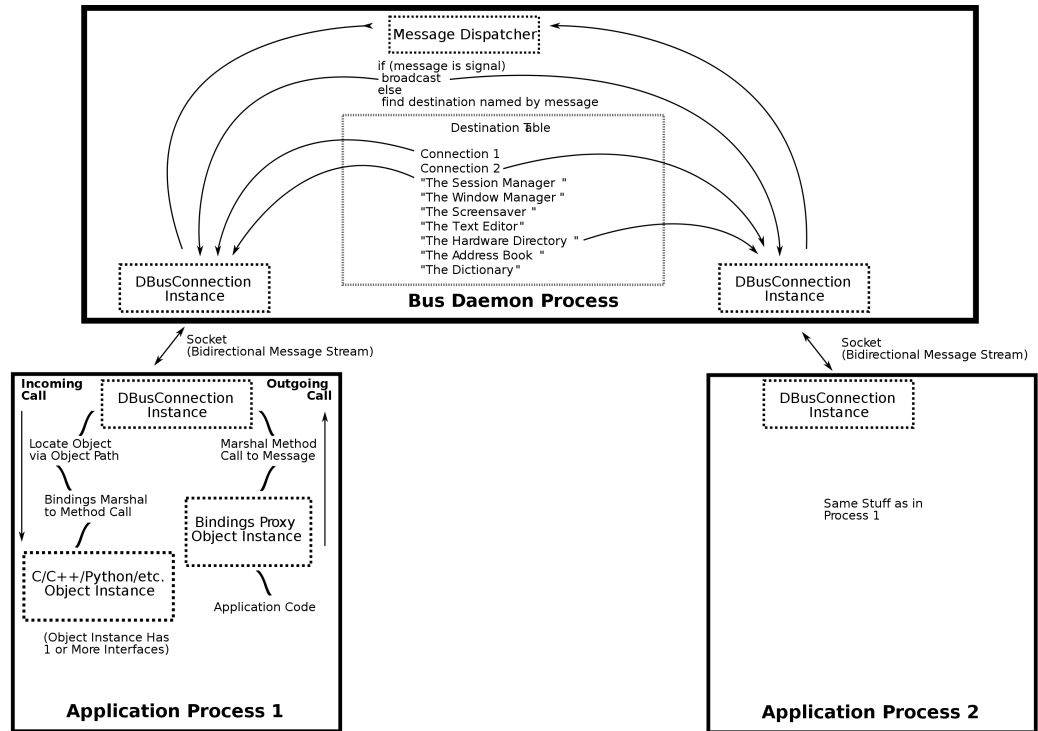 Message Dispatcher
if (message is signal)
broadcast
else
find destination named by message
Destination Table
Connection 1
Connection 2
"The Session Manager "
"The Window Manager "
"The Screensaver "
"The Text Editor"
"The Hardware Directory "
"The Address Book "
"The Dictionary"
DBusConnection
Instance
DBusConnection
Instance
Bus Daemon Process
Socket
(Bidirectional Message Stream)
Socket
(Bidirectional Message Stream)
Incoming
Call
DBusConnection
Instance
Outgoing
Call
Locate Object
via Object Path
Marshal Method
Call to Message
Bindings Marshal
to Method Call
Bindings Proxy
Object Instance
C/C++/Python/etc.
Object Instance
Application Code
(Object Instance Has
1 or More Interfaces)
Application Process 1
DBusConnection
Instance
Same Stuff as in
Process 1
Application Process 2